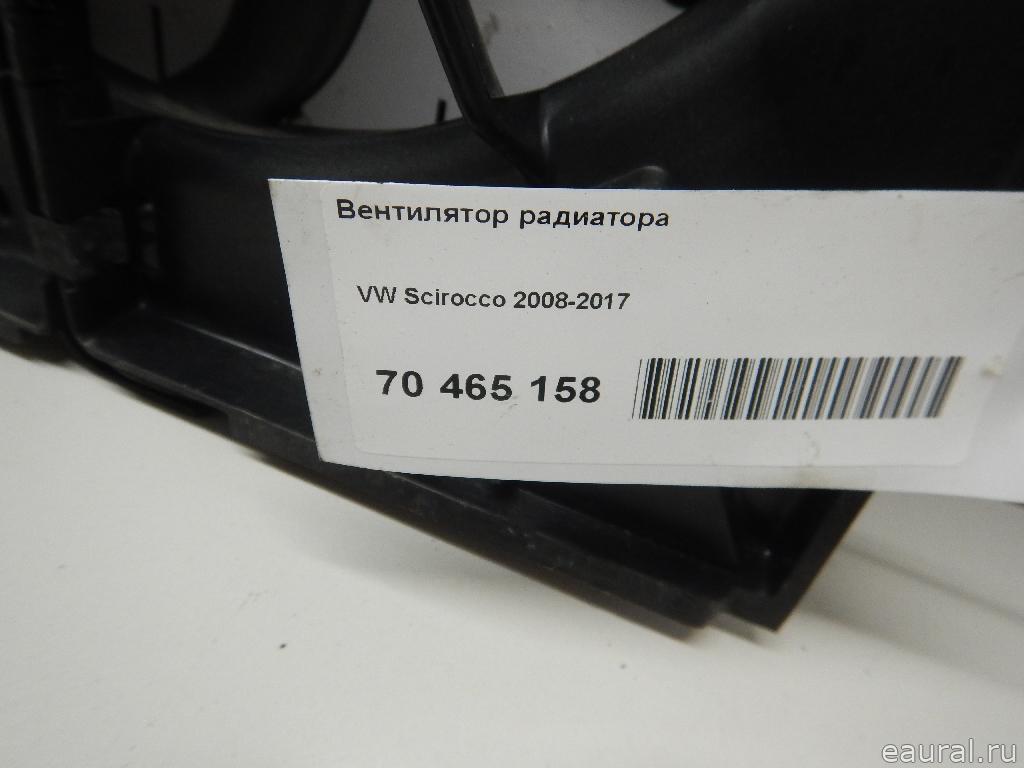 Вентилятор радиатора
VW Scirocco 2008-2017
70 465 158
eaural.ru